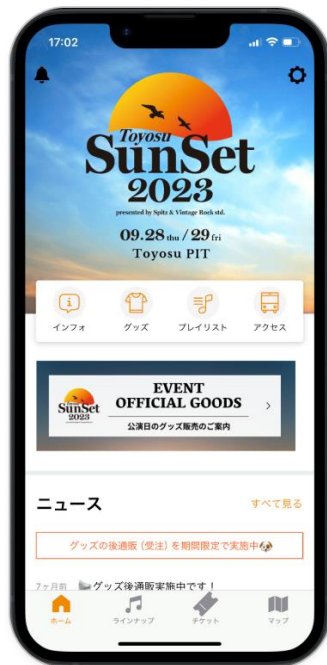 17:02
Toyosu
SunSet
2023
presented by Spitz & Vintage Rock std.
09.28 thu / 29 fri
Toyosu PIT
インフォ
グッズ
プレイリスト
アクセス
SunSet
2023
EVENT
OFFICIAL GOODS
公演日のグッズ販売のご案内
ニュース
すべて見る
グッズの後通販(受注)を期間限定で実施中
7ヶ月前
グッズ後通販実施中です!
ホーム
ラインナップ
チケット
マップ